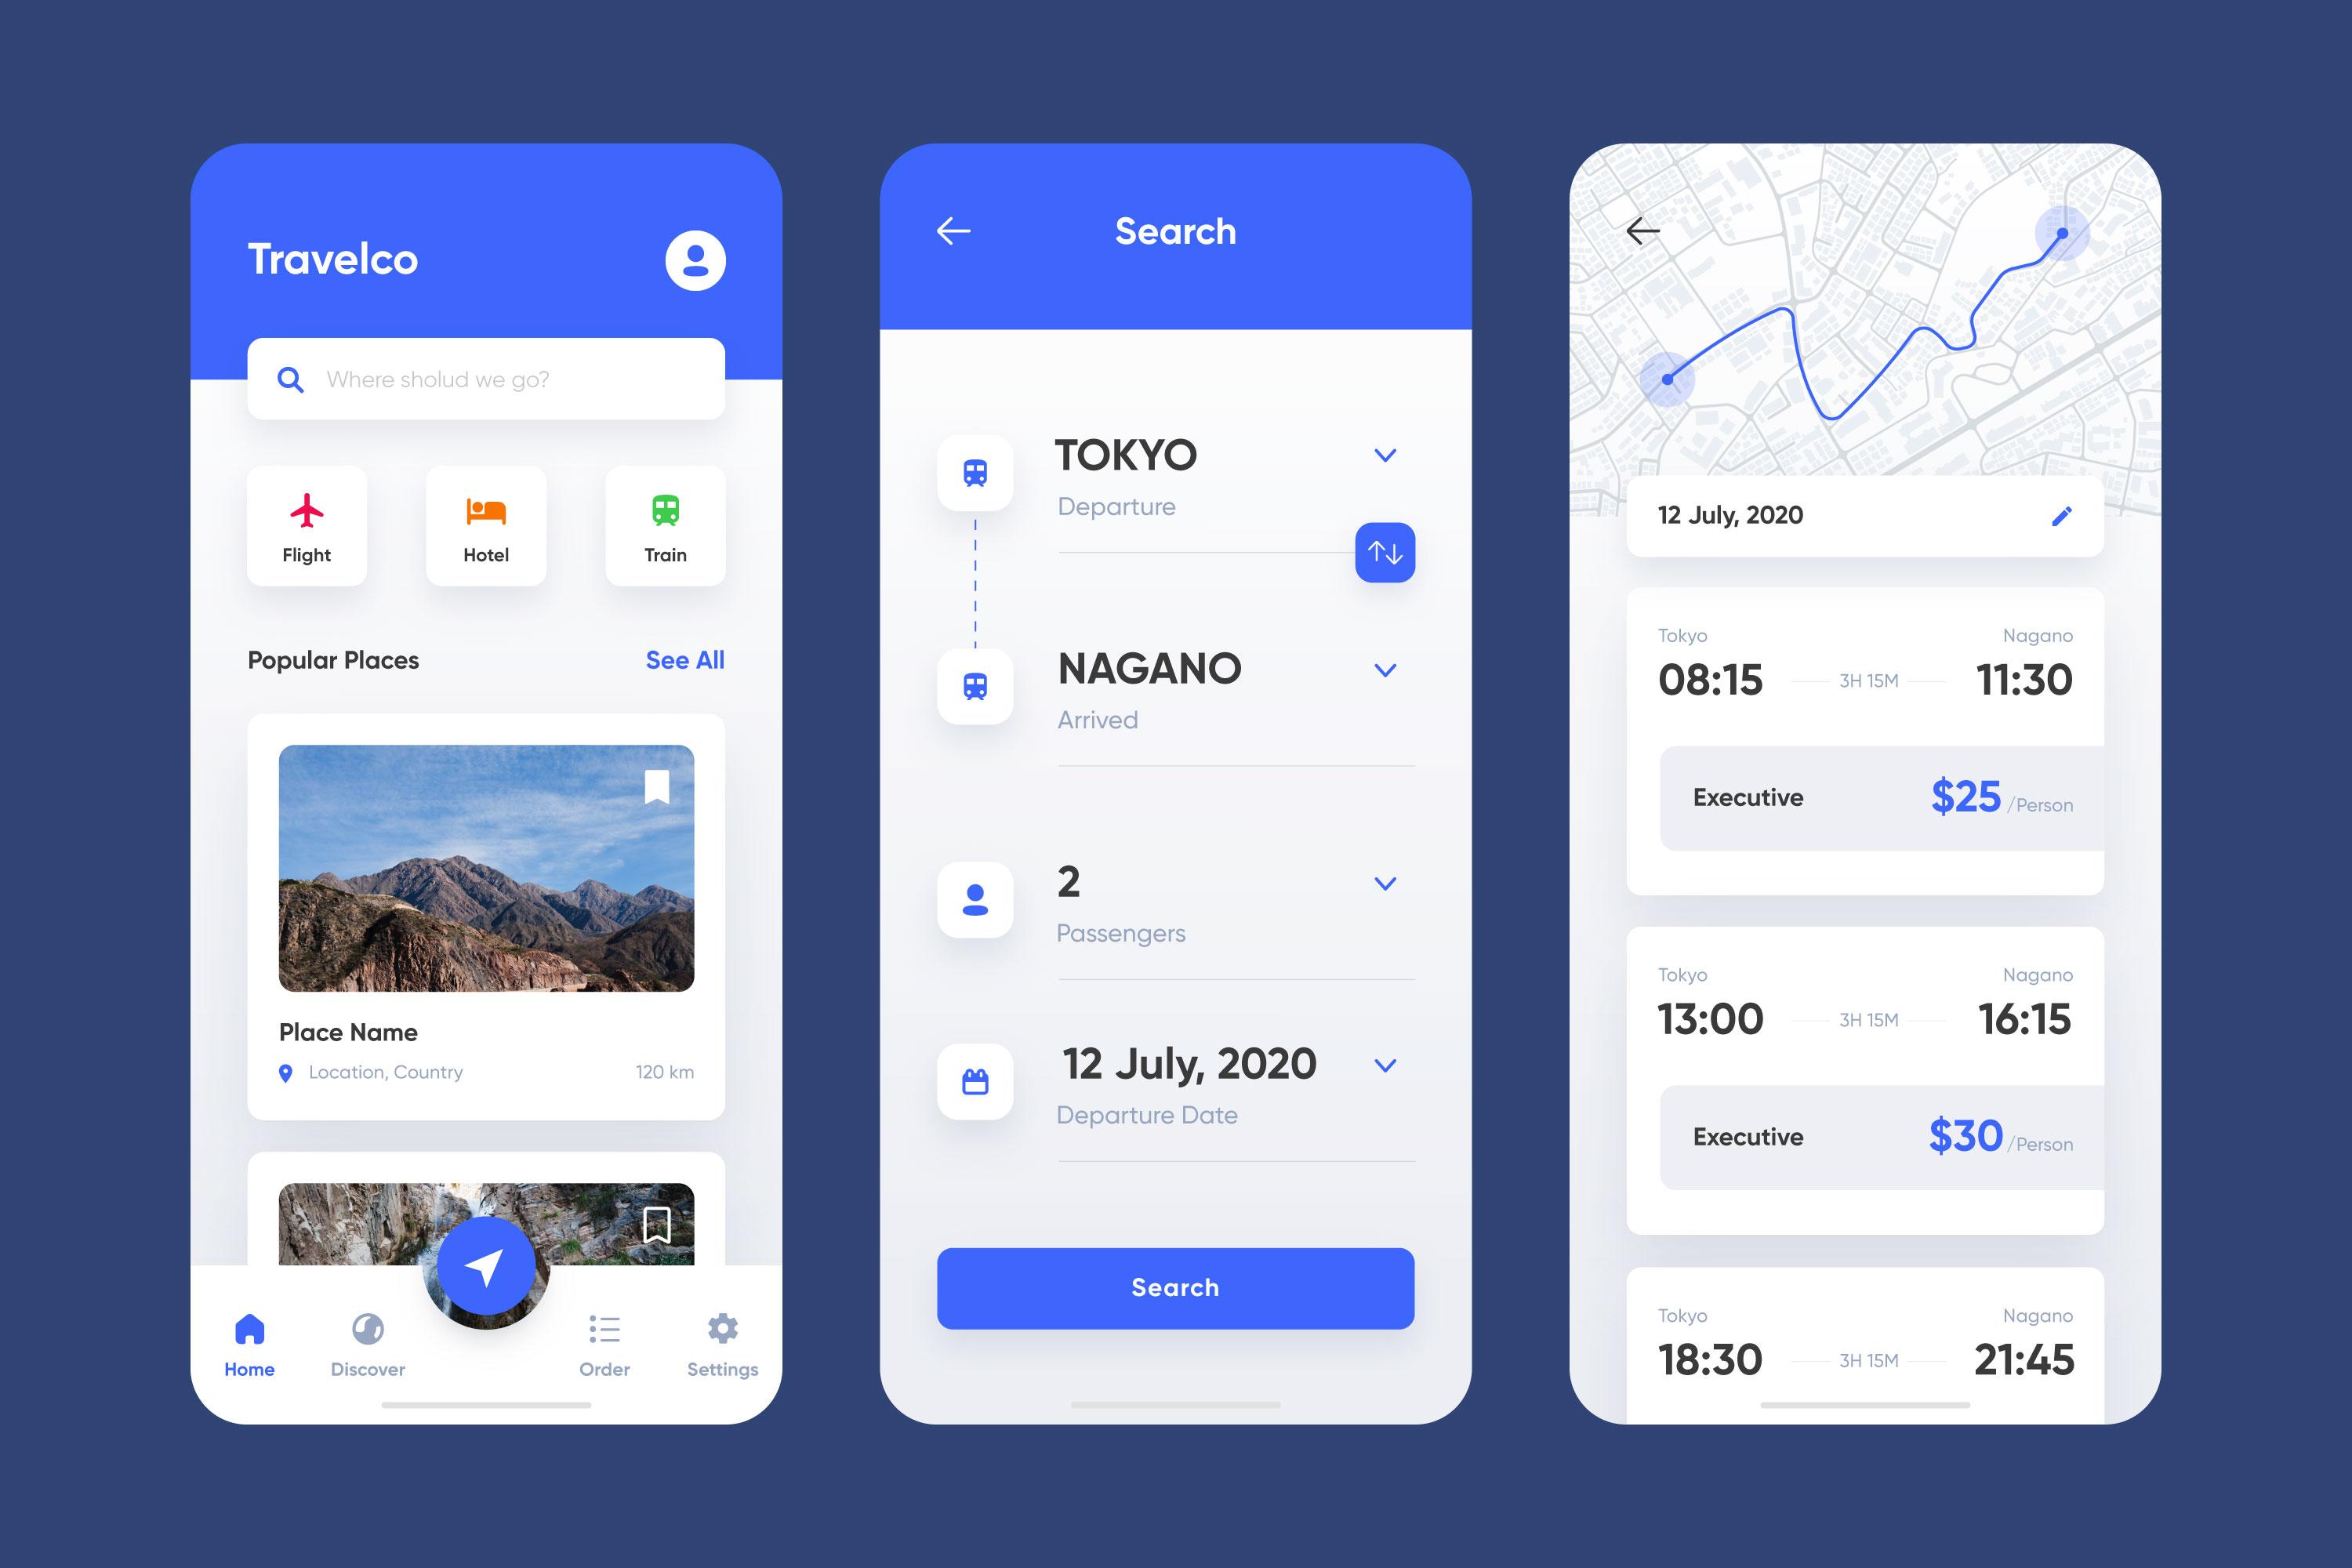 Travelco
Where sholud we go?
Flight
Hotel
Train
Popular Places
See All
Place Name
Location, Country
120 km
Home
Discover
Order
Settings
Search
TOKYO
Departure
NAGANO
Arrived
2
Passengers
12 July, 2020
Departure Date
Search
12 July, 2020
Tokyo
Nagano
08:15
3H 15M
11:30
Executive
$25 /Person
Tokyo
Nagano
13:00
3H 15M
16:15
Executive
$30 /Person
Tokyo
Nagano
18:30
3H 15M
21:45